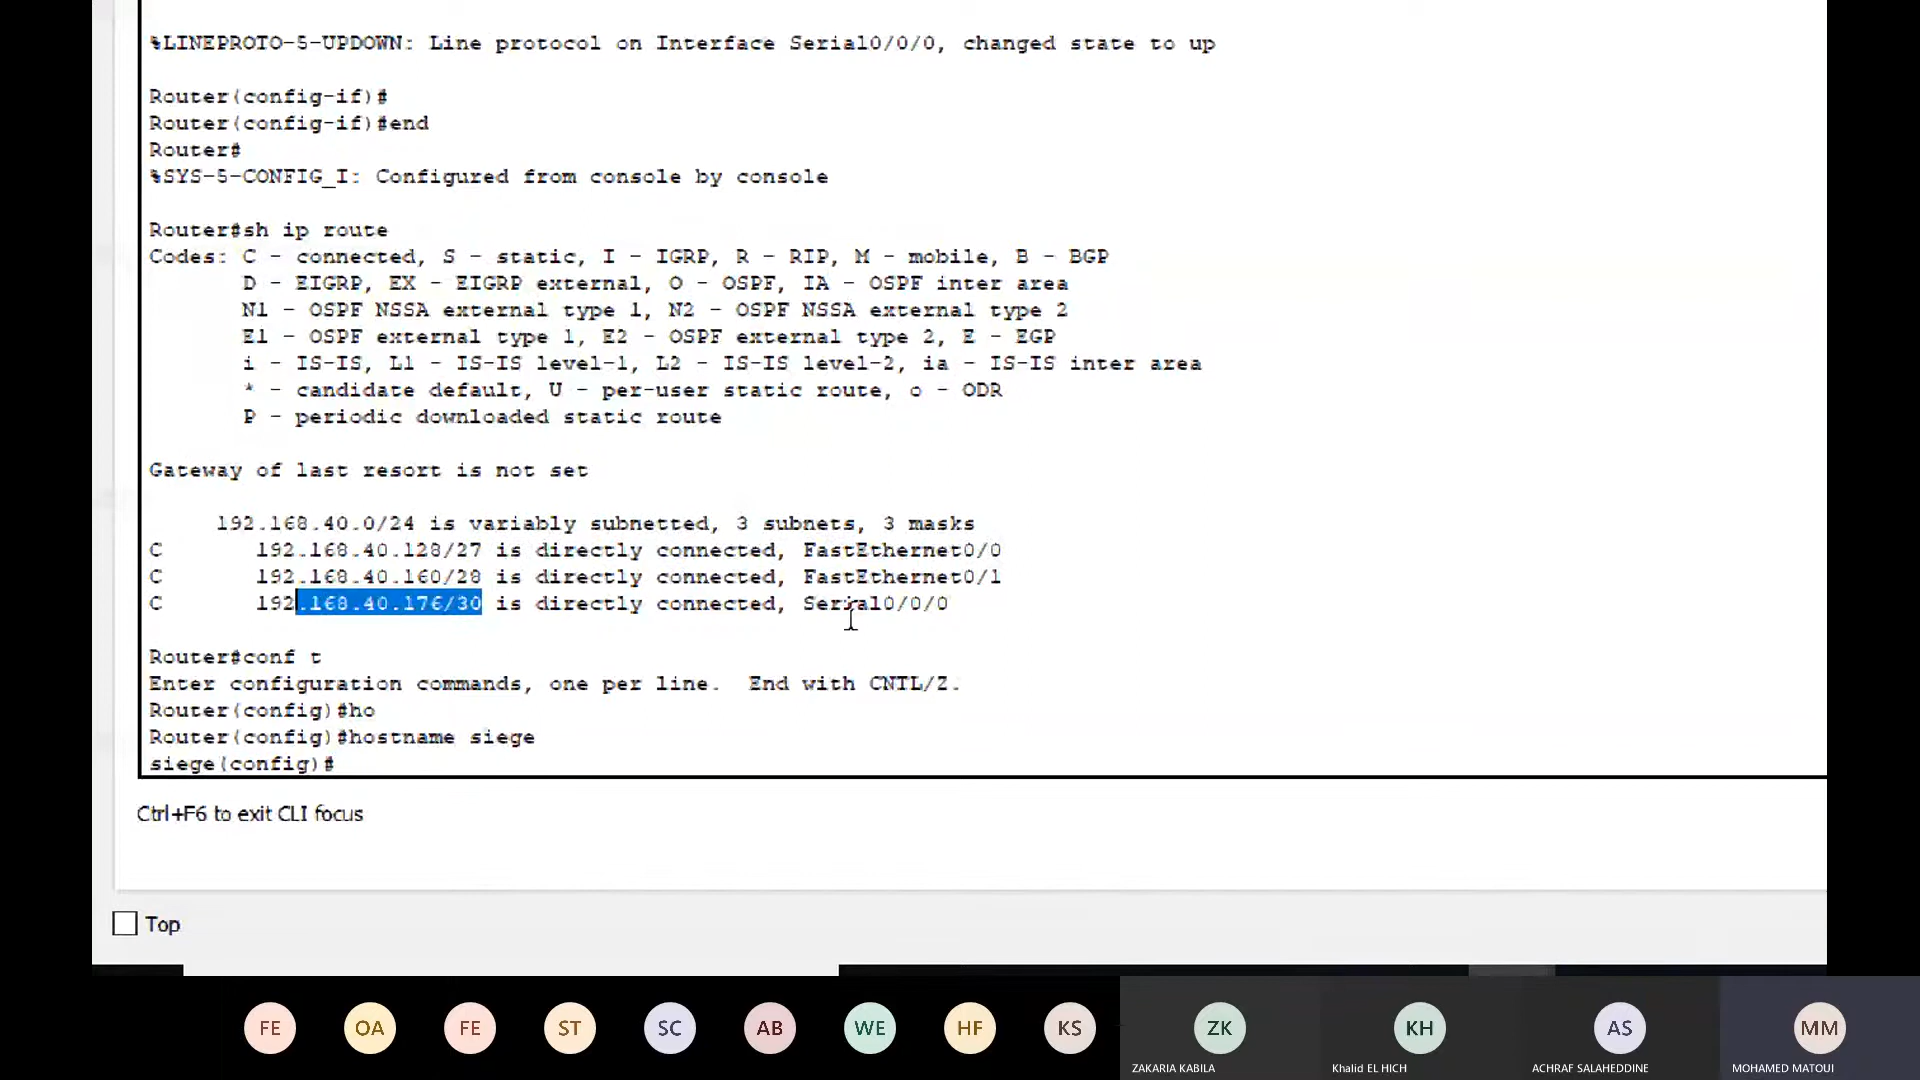 %LINEPROTO-5-UPDOWN: Line protocol on Interface Serial0/0/0, changed state to up
Router(config-if)#
Router(config-if)#end
Router#
%SYS-5-CONFIG_I: Configured from console by console
Router#sh ip route
Codes: C - connected, S - static, I - IGRP, R - RIP, M - mobile, B - BGP
D - EIGRP, EX - EIGRP external, O - OSPF, IA - OSPF inter area
N1 - OSPF NSSA external type 1, N2 - OSPF NSSA external type 2
E1 - OSPF external type 1, E2 - OSPF external type 2, E - EGP
i - IS-IS, L1 - IS-IS level-1, L2 - IS-IS level-2, ia - IS-IS inter area
* - candidate default, U - per-user static route, o - ODR
P - periodic downloaded static route
Gateway of last resort is not set
192.168.40.0/24 is variably subnetted, 3 subnets, 3 masks
C 192.168.40.128/27 is directly connected, FastEthernet0/0
C 192.168.40.160/28 is directly connected, FastEthernet0/1
C 192.168.40.176/30 is directly connected, Serial0/0/0
Router#conf t
Enter configuration commands, one per line. End with CNTL/Z.
Router(config)#ho
Router(config)#hostname siege
siege(config)#
Ctrl+F6 to exit CLI focus
Top
FE OA FE ST SC AB WE HF KS ZK KH AS MM
ZAKARIA KABILA Khalid EL HICH ACHRAF SALAHEDDINE MOHAMED MATOUI